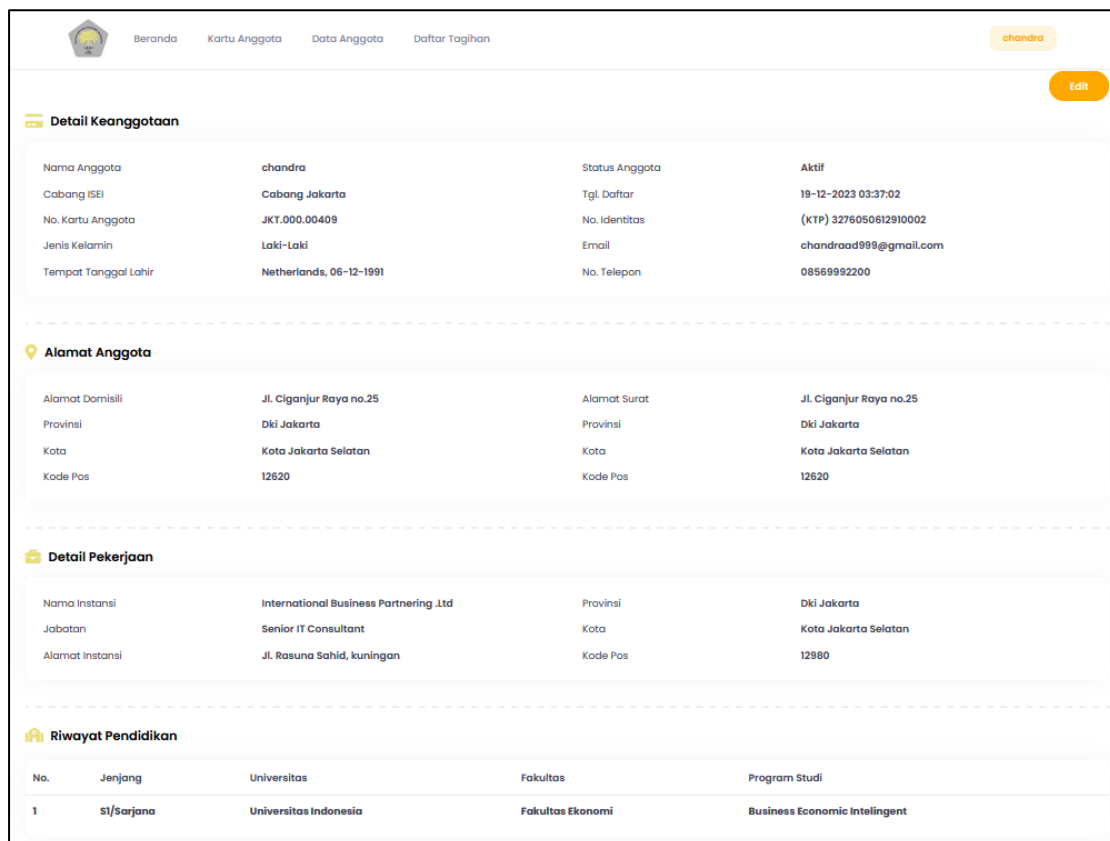 Beranda Kartu Anggota Data Anggota Daftar Tagihan chandra
Edit
Detail Keanggotaan
Nama Anggota chandra Status Anggota Aktif
Cabang ISEI Cabang Jakarta Tgl. Daftar 19-12-2023 03:37:02
No. Kartu Anggota JKT.000.00409 No. Identitas (KTP) 3276050612910002
Jenis Kelamin Laki-Laki Email chandraad999@gmail.com
Tempat Tanggal Lahir Netherlands, 06-12-1991 No. Telepon 08569992200
Alamat Anggota
Alamat Domisili Jl. Ciganjur Raya no.25 Alamat Surat Jl. Ciganjur Raya no.25
Provinsi Dki Jakarta Provinsi Dki Jakarta
Kota Kota Jakarta Selatan Kota Kota Jakarta Selatan
Kode Pos 12620 Kode Pos 12620
Detail Pekerjaan
Nama Instansi International Business Partnering .Ltd Provinsi Dki Jakarta
Jabatan Senior IT Consultant Kota Kota Jakarta Selatan
Alamat Instansi Jl. Rasuna Sahid, kuningan Kode Pos 12980
Riwayat Pendidikan
No. Jenjang Universitas Fakultas Program Studi
1 S1/Sarjana Universitas Indonesia Fakultas Ekonomi Business Economic Intelingent